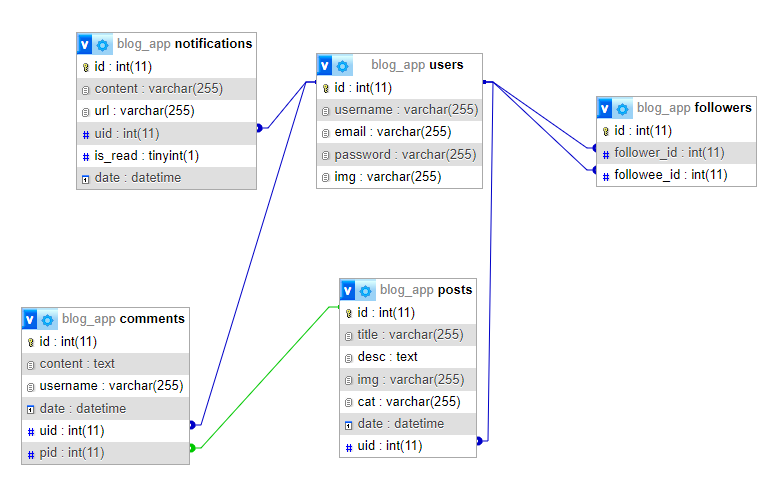 blog_app notifications
id : int(11)
content : varchar(255)
url : varchar(255)
# uid : int(11)
# is_read : tinyint(1)
date : datetime
blog_app users
id : int(11)
username : varchar(255)
email : varchar(255)
password : varchar(255)
img : varchar(255)
blog_app followers
id : int(11)
# follower_id : int(11)
# followee_id : int(11)
blog_app comments
id : int(11)
content : text
username : varchar(255)
date : datetime
# uid : int(11)
# pid : int(11)
blog_app posts
id : int(11)
title : varchar(255)
desc : text
img : varchar(255)
cat : varchar(255)
date : datetime
# uid : int(11)